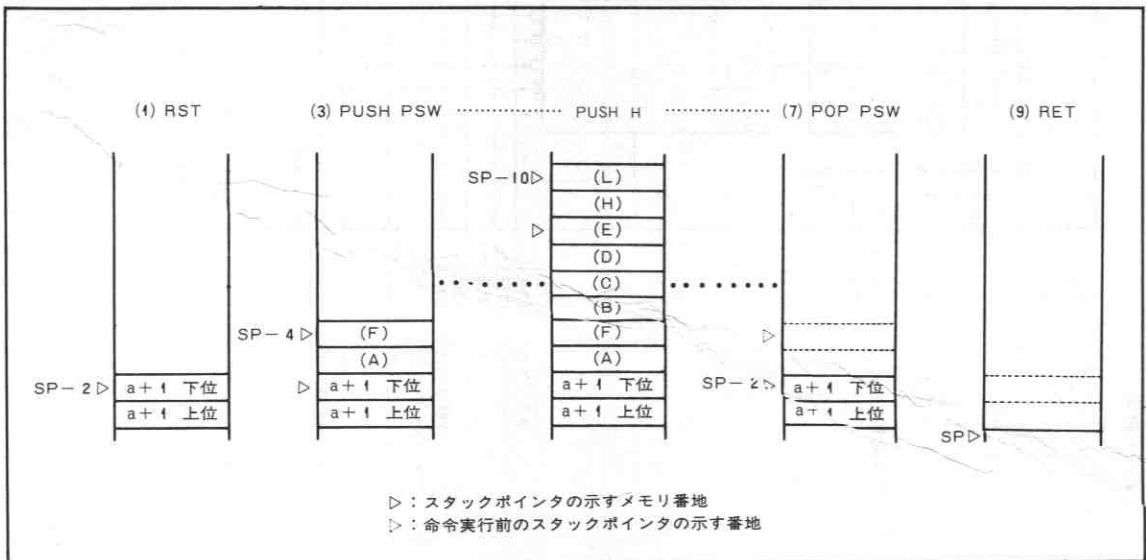 (1) RST
(3) PUSH PSW ………… PUSH H ………… (7) POP PSW
(9) RET
SP-2▷
a+1 下位
a+1 上位
SP-4▷
(F)
(A)
▷
a+1 下位
a+1 上位
SP-10▷
(L)
(H)
▷
(E)
(D)
(C)
(B)
(F)
(A)
a+1 下位
a+1 上位
▷
SP-2▷
a+1 下位
a+1 上位
SP▷
▷:スタックポインタの示すメモリ番地
▷:命令実行前のスタックポインタの示す番地